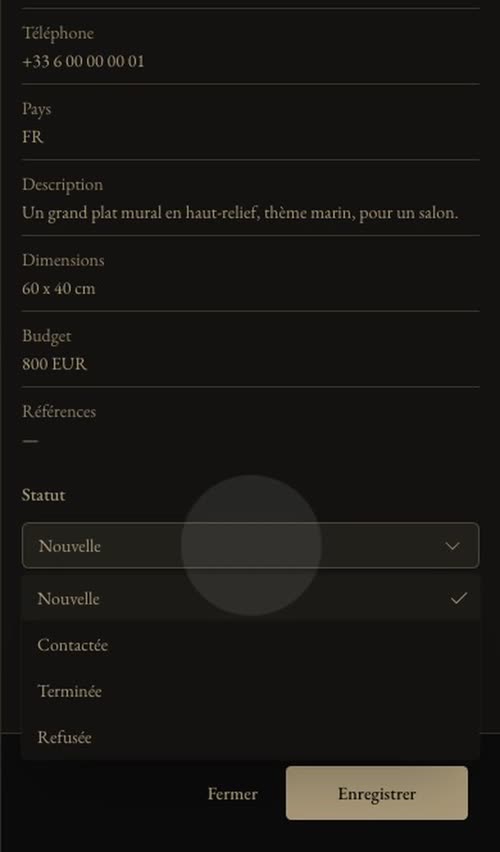 Téléphone
+33 6 00 00 00 01
Pays
FR
Description
Un grand plat mural en haut-relief, thème marin, pour un salon.
Dimensions
60 x 40 cm
Budget
800 EUR
Références
—
Statut
Nouvelle
Nouvelle
Contactée
Terminée
Refusée
Fermer Enregistrer